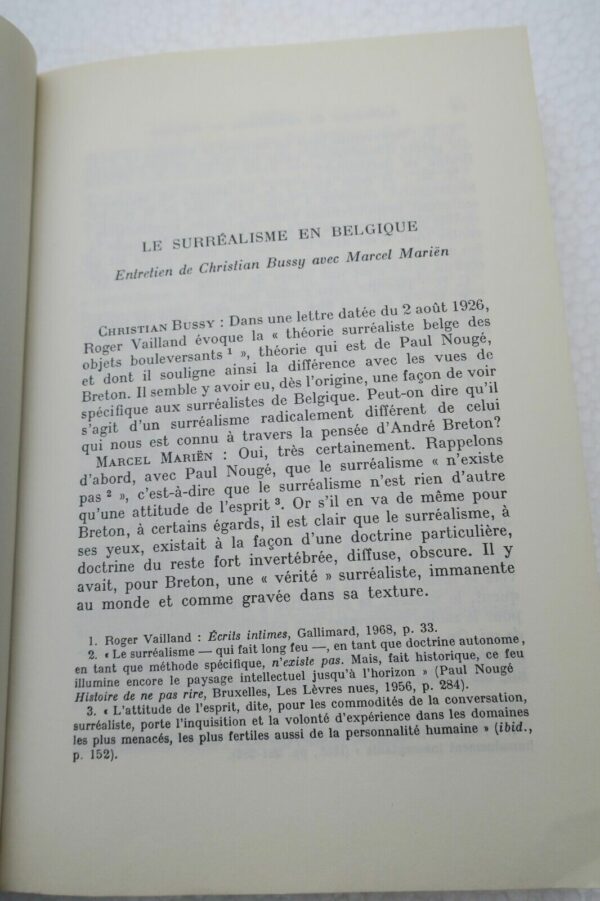 LE SURRÉALISME EN BELGIQUE
Entretien de Christian Bussy avec Marcel Mariën
CHRISTIAN BUSSY : Dans une lettre datée du 2 août 1926,
Roger Vailland évoque la « théorie surréaliste belge des
objets bouleversants 1 », théorie qui est de Paul Nougé,
et dont il souligne ainsi la différence avec les vues de
Breton. Il semble y avoir eu, dès l'origine, une façon de voir
spécifique aux surréalistes de Belgique. Peut-on dire qu'il
s'agit d'un surréalisme radicalement différent de celui
qui nous est connu à travers la pensée d'André Breton?
MARCEL MARIËN : Oui, très certainement. Rappelons
d'abord, avec Paul Nougé, que le surréalisme « n'existe
pas 2 », c'est-à-dire que le surréalisme n'est rien d'autre
qu'une attitude de l'esprit 3. Or s'il en va de même pour
Breton, à certains égards, il est clair que le surréalisme, à
ses yeux, existait à la façon d'une doctrine particulière,
doctrine du reste fort invertébrée, diffuse, obscure. Il y
avait, pour Breton, une « vérité » surréaliste, immanente
au monde et comme gravée dans sa texture.
1. Roger Vailland : Écrits intimes, Gallimard, 1968, p. 33.
2. « Le surréalisme — qui fait long feu —, en tant que doctrine autonome,
en tant que méthode spécifique, n'existe pas. Mais, fait historique, ce feu
illumine encore le paysage intellectuel jusqu'à l'horizon » (Paul Nougé
Histoire de ne pas rire, Bruxelles, Les Lèvres nues, 1956, p. 284).
3. « L'attitude de l'esprit, dite, pour les commodités de la conversation,
surréaliste, porte l'inquisition et la volonté d'expérience dans les domaines
les plus menacés, les plus fertiles aussi de la personnalité humaine » (ibid.,
p. 152).